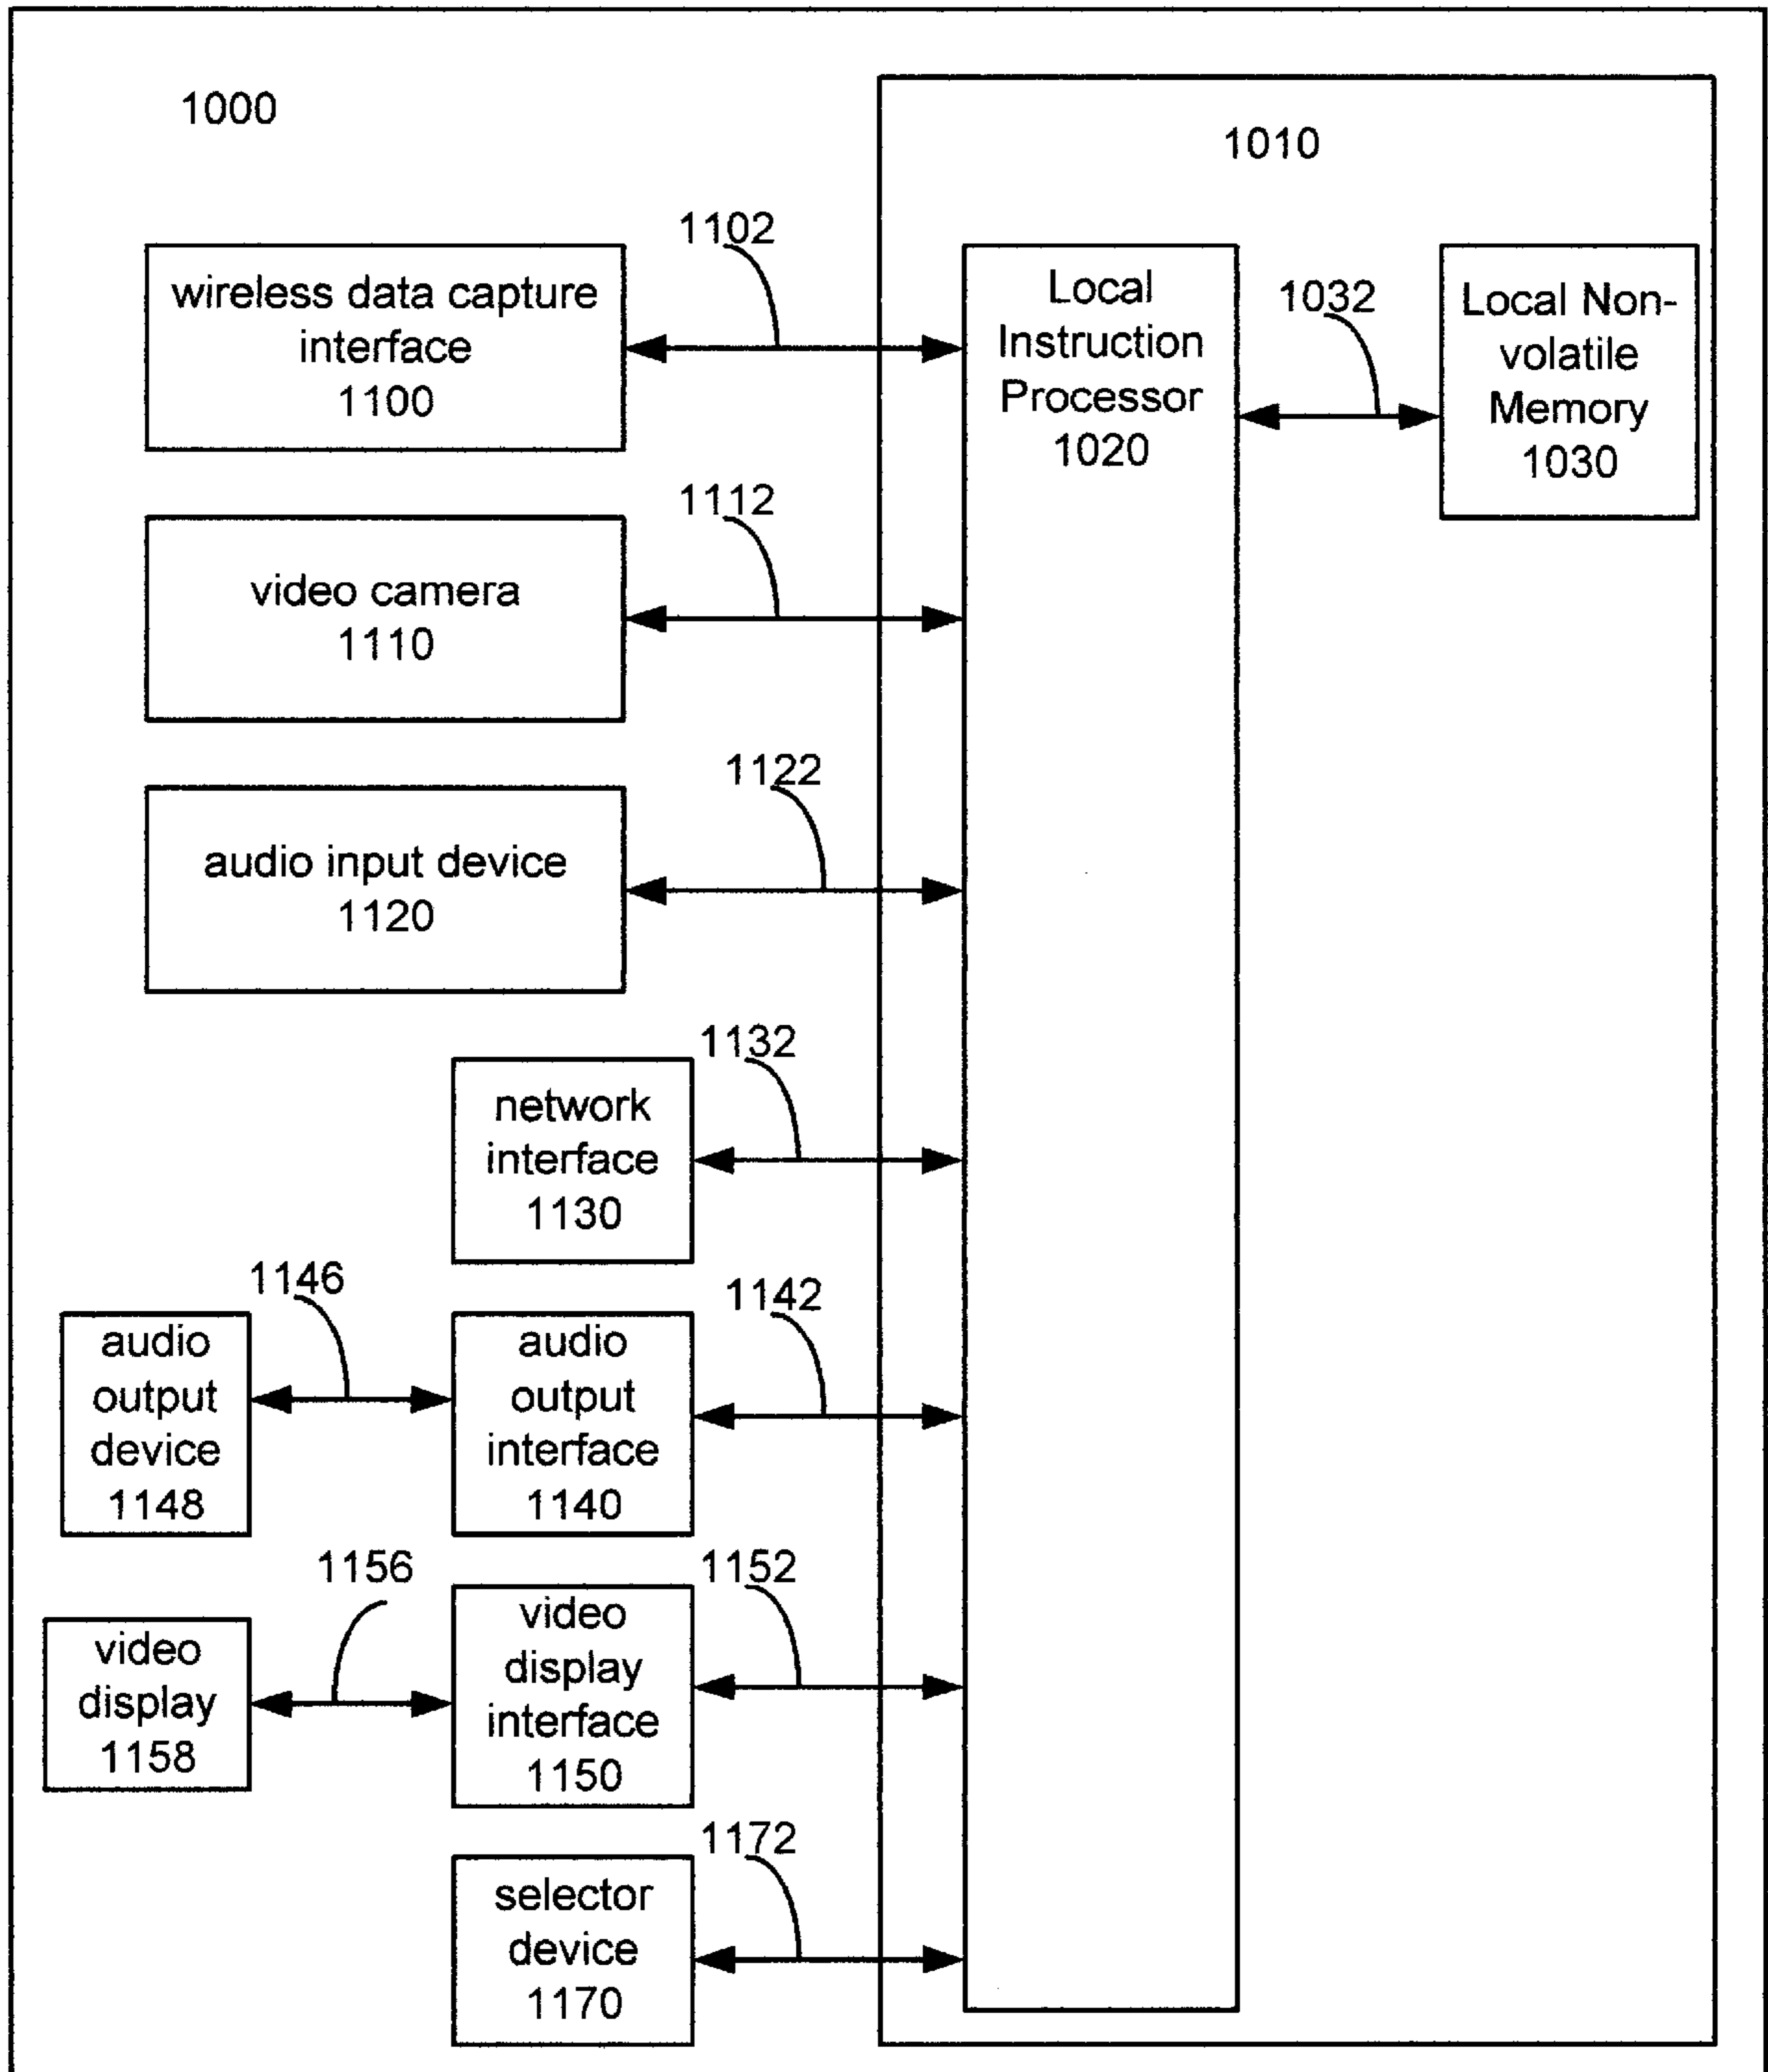 1000
1010
1102
wireless data capture
interface
1100
Local
Instruction
Processor
1020
1032
Local Non-
volatile
Memory
1030
1112
video camera
1110
1122
audio input device
1120
1132
network
interface
1130
1146
1142
audio
output
device
1148
audio
output
interface
1140
1156
1152
video
display
1158
video
display
interface
1150
1172
selector
device
1170